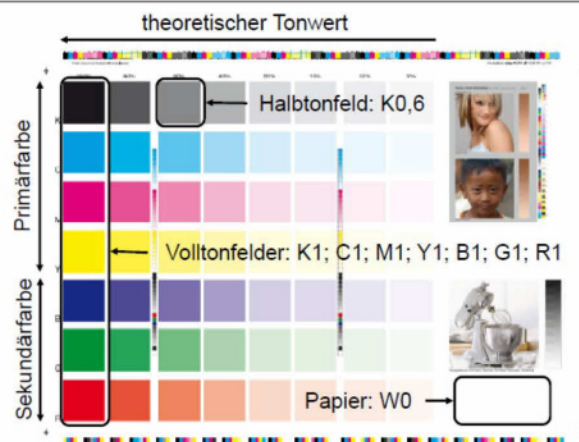 theoretischer Tonwert
Halbtonfeld: K0,6
Volltonfelder: K1; C1; M1; Y1; B1; G1; R1
Papier: W0
Primärfarbe
Sekundärfarbe